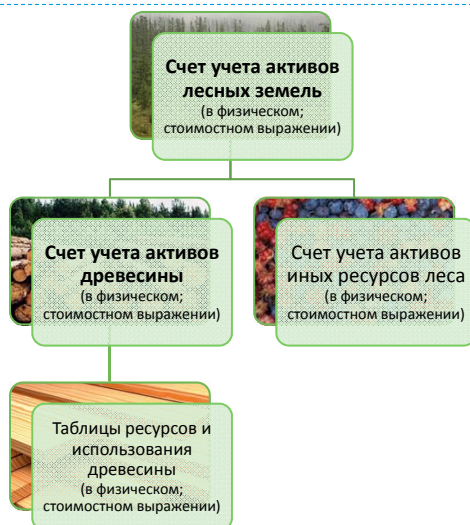 Счет учета активов
лесных земель
(в физическом;
стоимостном выражении)
Счет учета активов
древесины
(в физическом;
стоимостном выражении)
Счет учета активов
иных ресурсов леса
(в физическом;
стоимостном выражении)
Таблицы ресурсов и
использования
древесины
(в физическом;
стоимостном выражении)